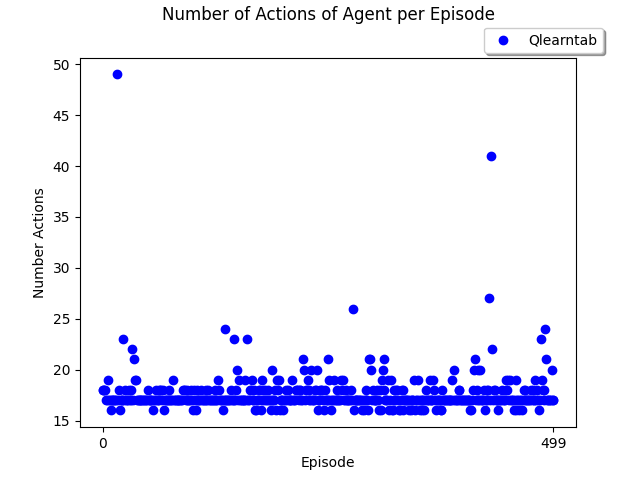 Number of Actions of Agent per Episode
Qlearntab
50
45
40
35
30
25
20
15
Number Actions
0 499
Episode